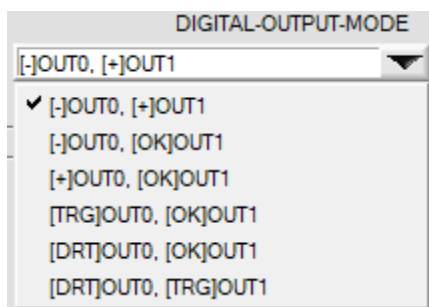 DIGITAL-OUTPUT-MODE
[-]OUT0, [+]OUT1
[-]OUT0, [+]OUT1
[-]OUT0, [OK]OUT1
[+]OUT0, [OK]OUT1
[TRG]OUT0, [OK]OUT1
[DRT]OUT0, [OK]OUT1
[DRT]OUT0, [TRG]OUT1